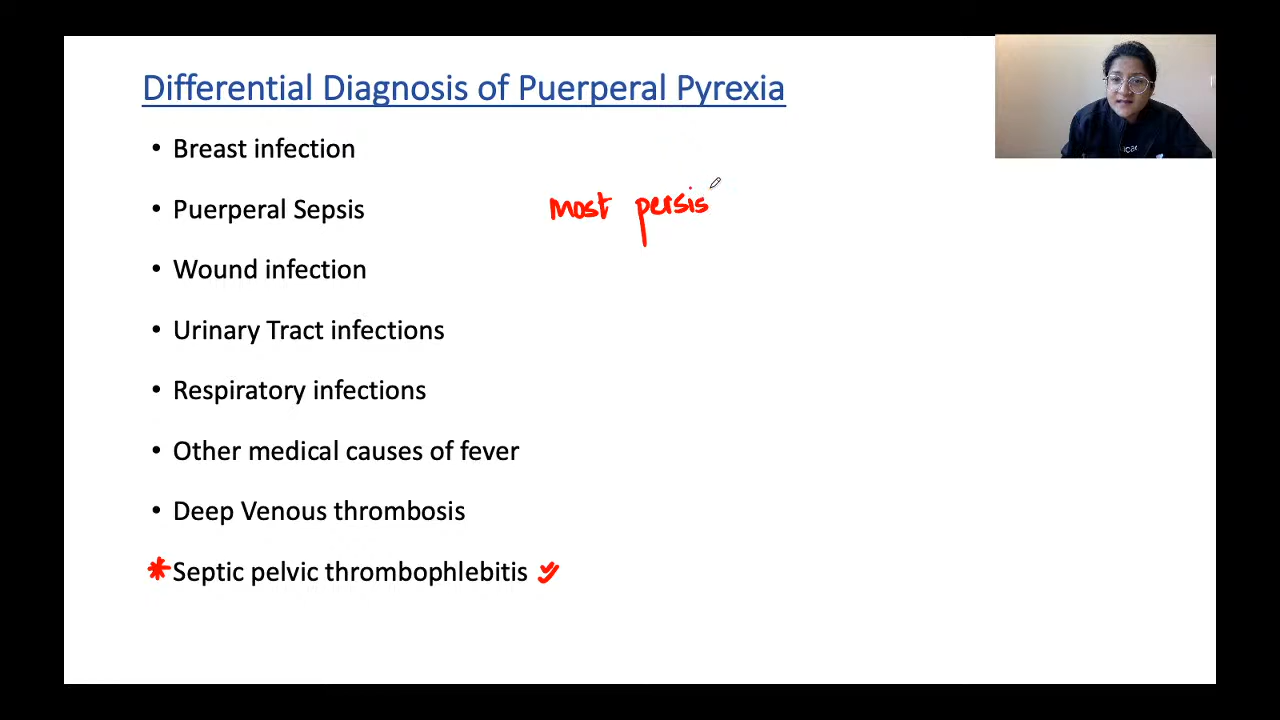 Differential Diagnosis of Puerperal Pyrexia
• Breast infection
• Puerperal Sepsis
most persis
• Wound infection
• Urinary Tract infections
• Respiratory infections
• Other medical causes of fever
• Deep Venous thrombosis
* Septic pelvic thrombophlebitis